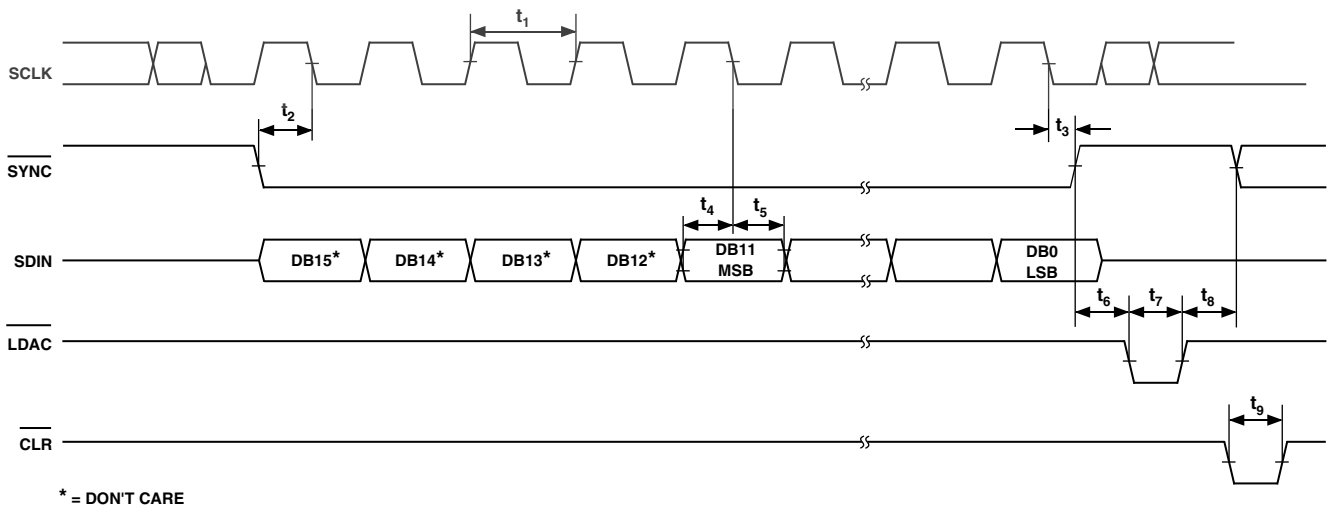 t1
SCLK
t2
t3
SYNC
t4 t5
SDIN DB15* DB14* DB13* DB12* DB11 MSB DB0 LSB
t6 t7 t8
LDAC
t9
CLR
* = DON'T CARE